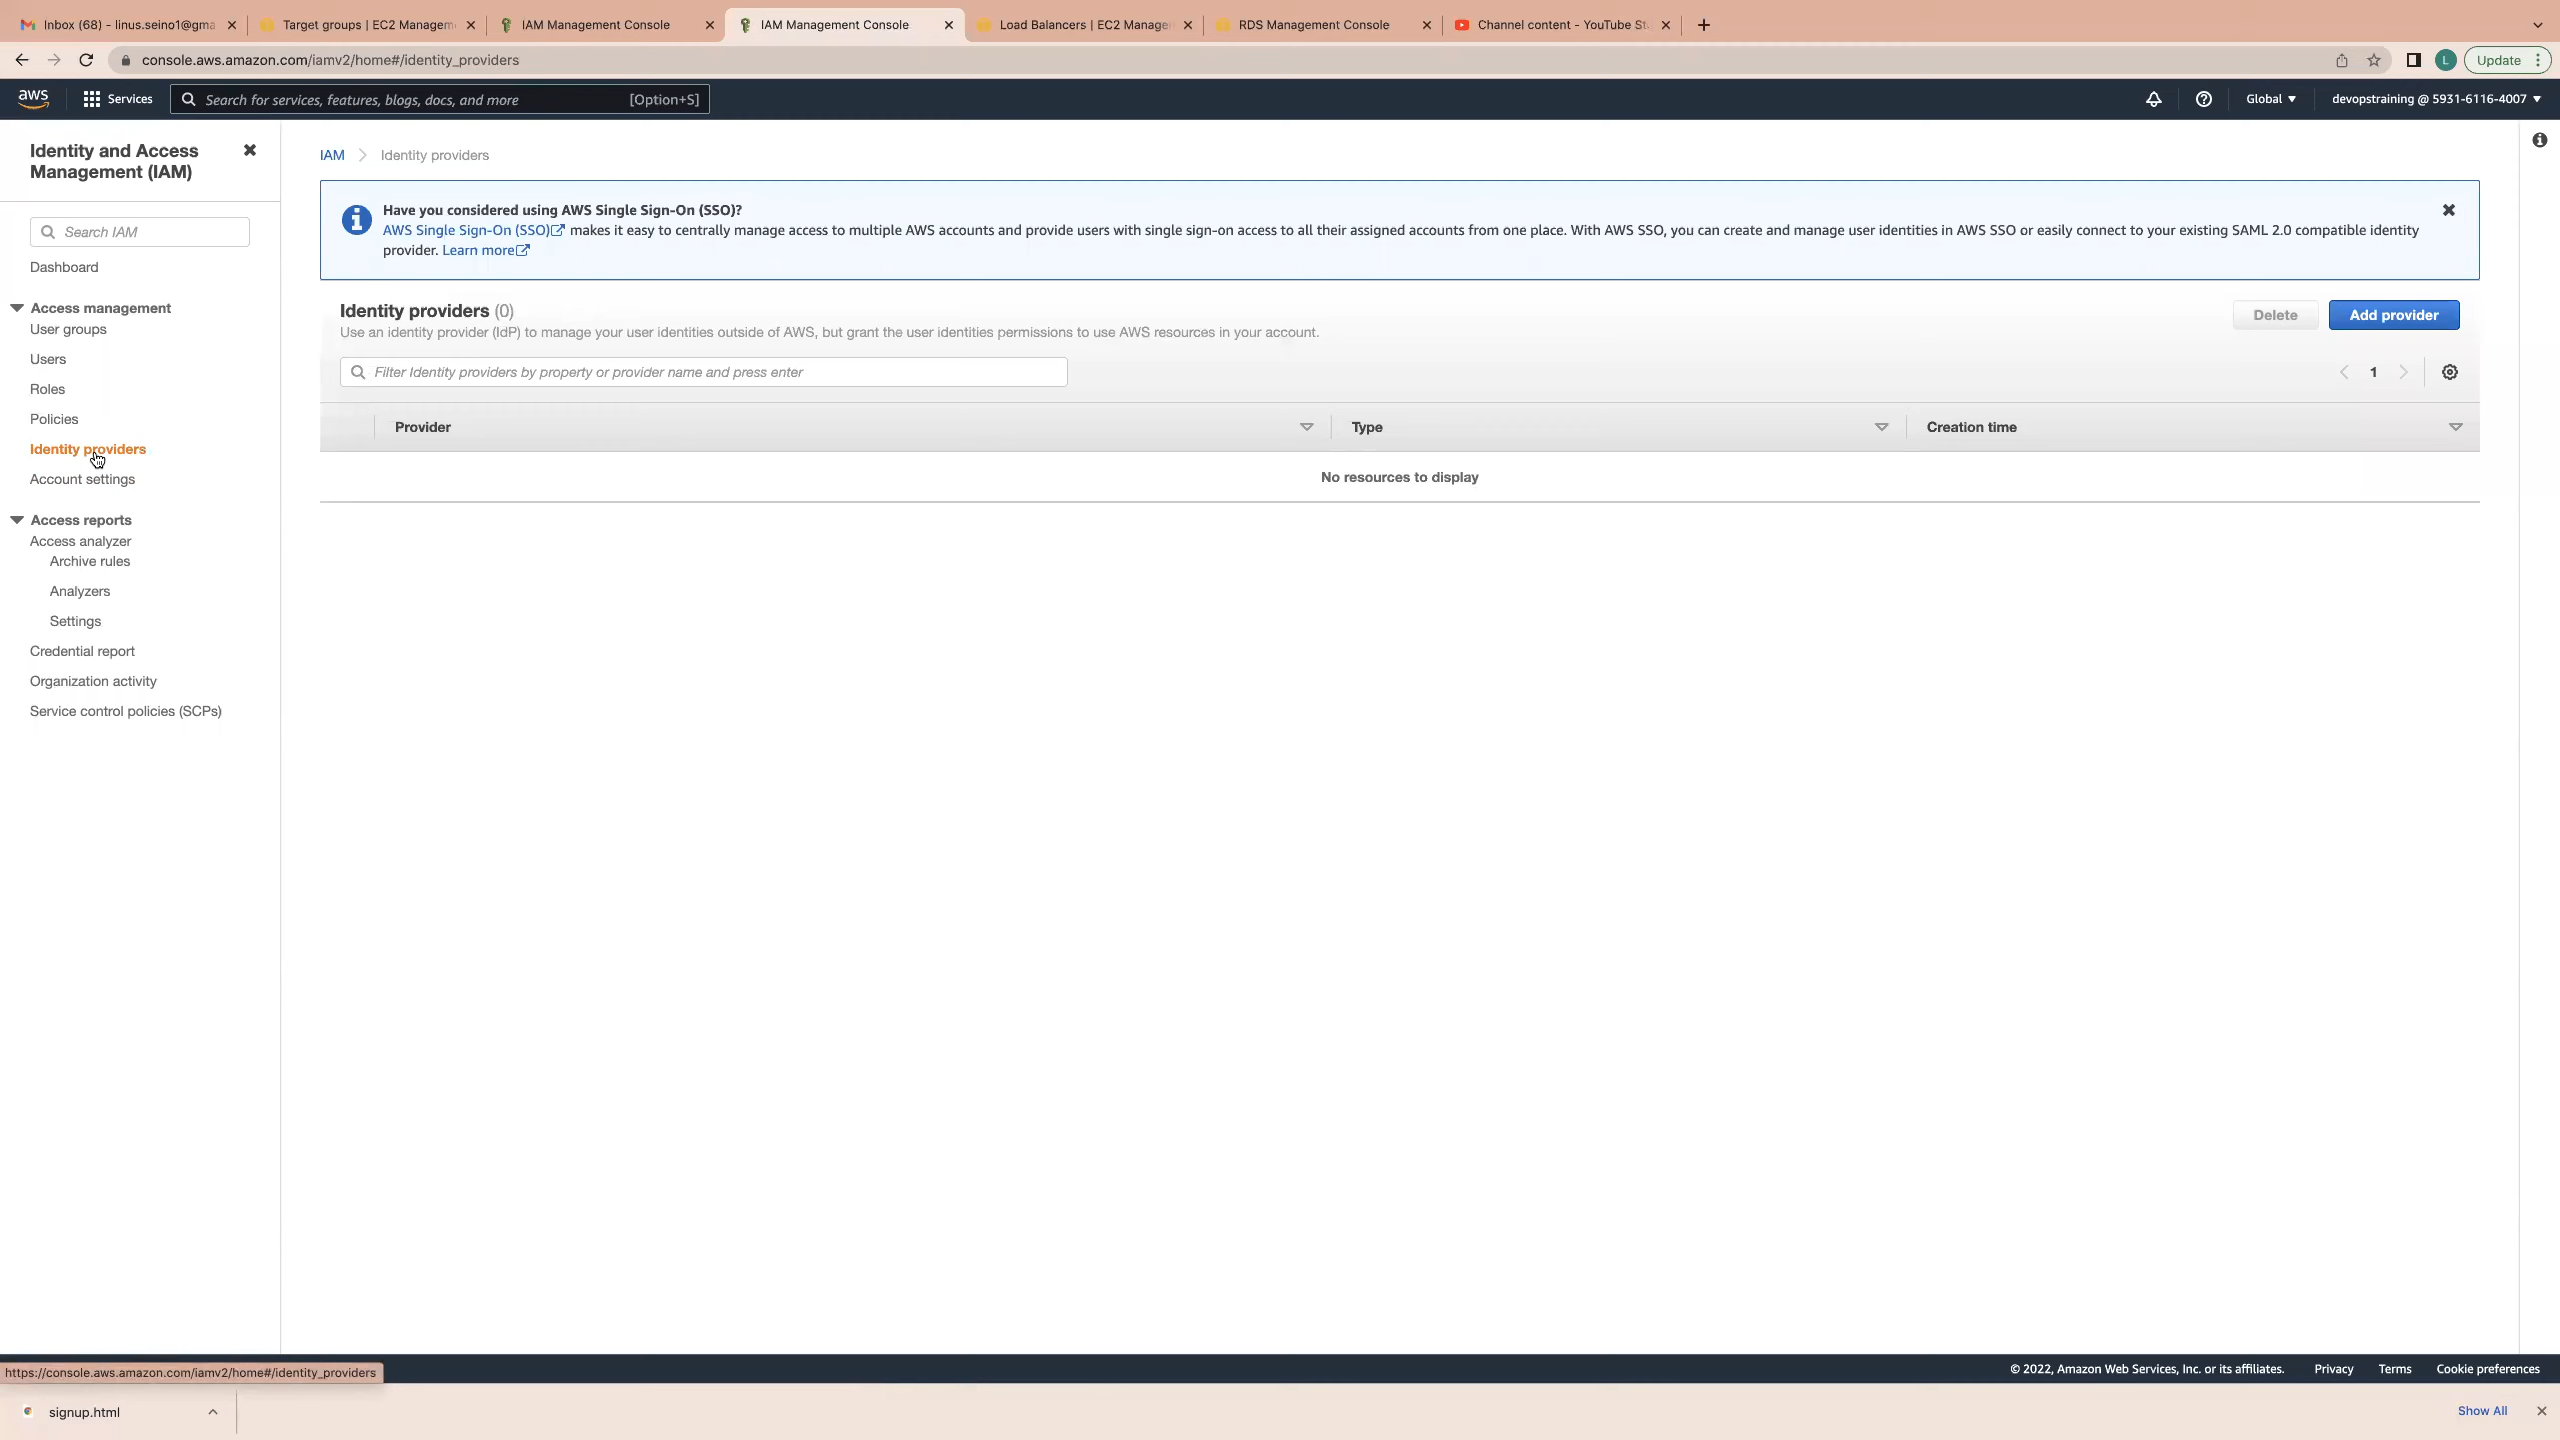 Inbox (68) - linus.seino1@gma
Target groups | EC2 Managem
IAM Management Console
IAM Management Console
Load Balancers | EC2 Manage
RDS Management Console
Channel content - YouTube St
console.aws.amazon.com/iamv2/home#/identity_providers
L
Update
aws
Services
Search for services, features, blogs, docs, and more
[Option+S]
Global
devopstraining @ 5931-6116-4007
Identity and Access
Management (IAM)
Search IAM
Dashboard
Access management
User groups
Users
Roles
Policies
Identity providers
Account settings
Access reports
Access analyzer
Archive rules
Analyzers
Settings
Credential report
Organization activity
Service control policies (SCPs)
IAM
Identity providers
Have you considered using AWS Single Sign-On (SSO)?
AWS Single Sign-On (SSO) makes it easy to centrally manage access to multiple AWS accounts and provide users with single sign-on access to all their assigned accounts from one place. With AWS SSO, you can create and manage user identities in AWS SSO or easily connect to your existing SAML 2.0 compatible identity
provider. Learn more
Identity providers (0)
Use an identity provider (IdP) to manage your user identities outside of AWS, but grant the user identities permissions to use AWS resources in your account.
Delete
Add provider
Filter Identity providers by property or provider name and press enter
1
Provider
Type
Creation time
No resources to display
https://console.aws.amazon.com/iamv2/home#/identity_providers
© 2022, Amazon Web Services, Inc. or its affiliates.
Privacy
Terms
Cookie preferences
signup.html
Show All